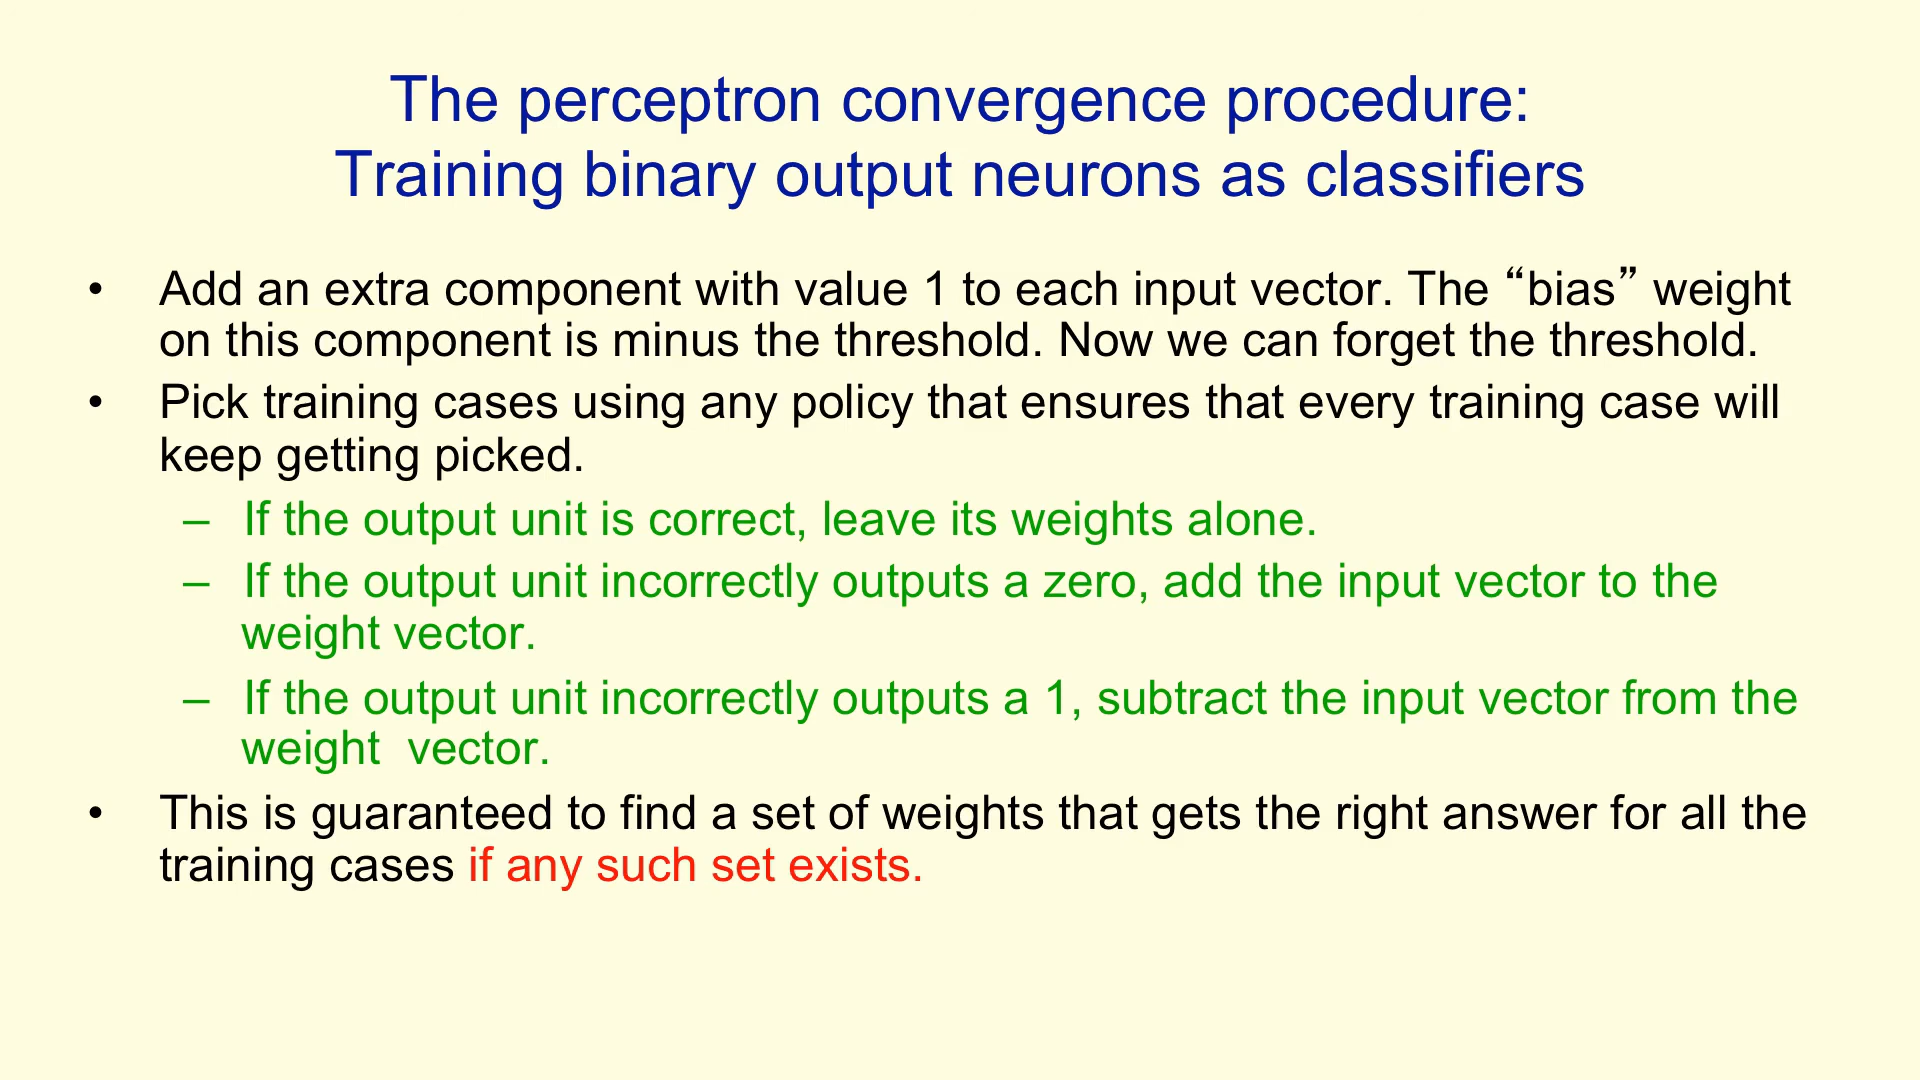 The perceptron convergence procedure:
Training binary output neurons as classifiers
• Add an extra component with value 1 to each input vector. The “bias” weight
on this component is minus the threshold. Now we can forget the threshold.
• Pick training cases using any policy that ensures that every training case will
keep getting picked.
– If the output unit is correct, leave its weights alone.
– If the output unit incorrectly outputs a zero, add the input vector to the
weight vector.
– If the output unit incorrectly outputs a 1, subtract the input vector from the
weight  vector.
• This is guaranteed to find a set of weights that gets the right answer for all the
training cases if any such set exists.